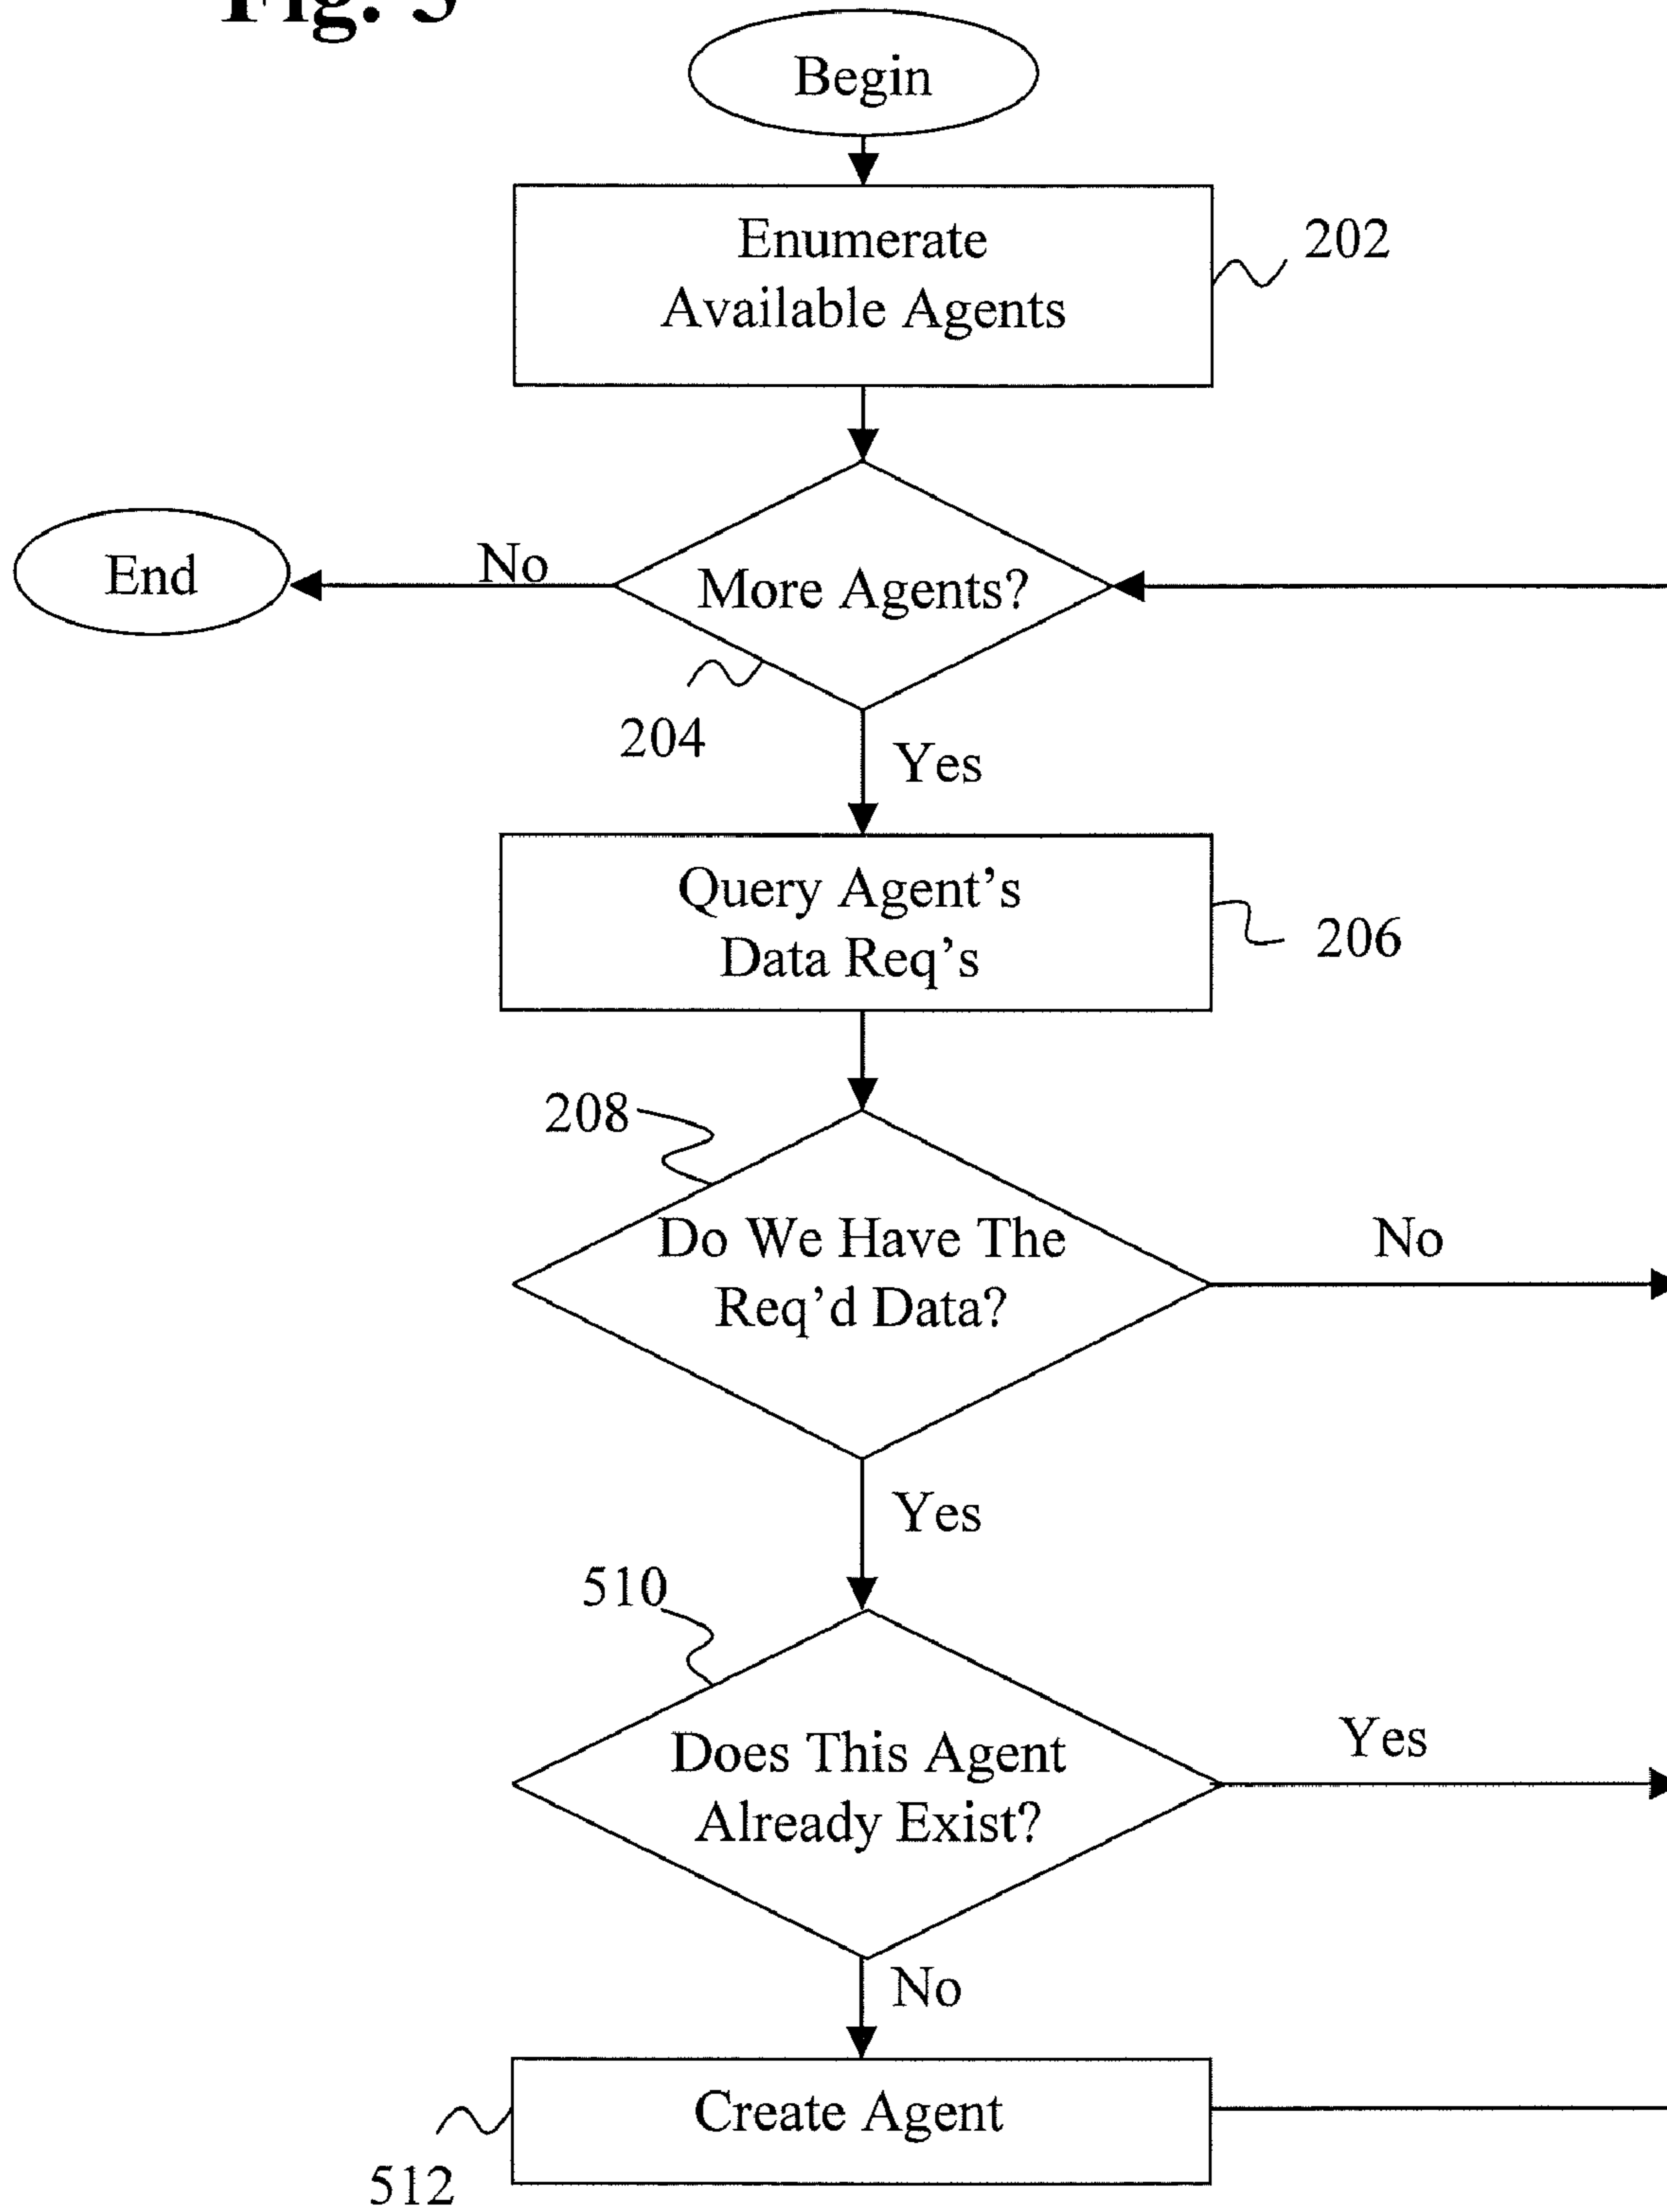 Fig. 5
Begin
Enumerate
Available Agents
202
End
No
More Agents?
204
Yes
Query Agent’s
Data Req’s
206
208
Do We Have The
Req’d Data?
No
Yes
510
Does This Agent
Already Exist?
Yes
No
Create Agent
512